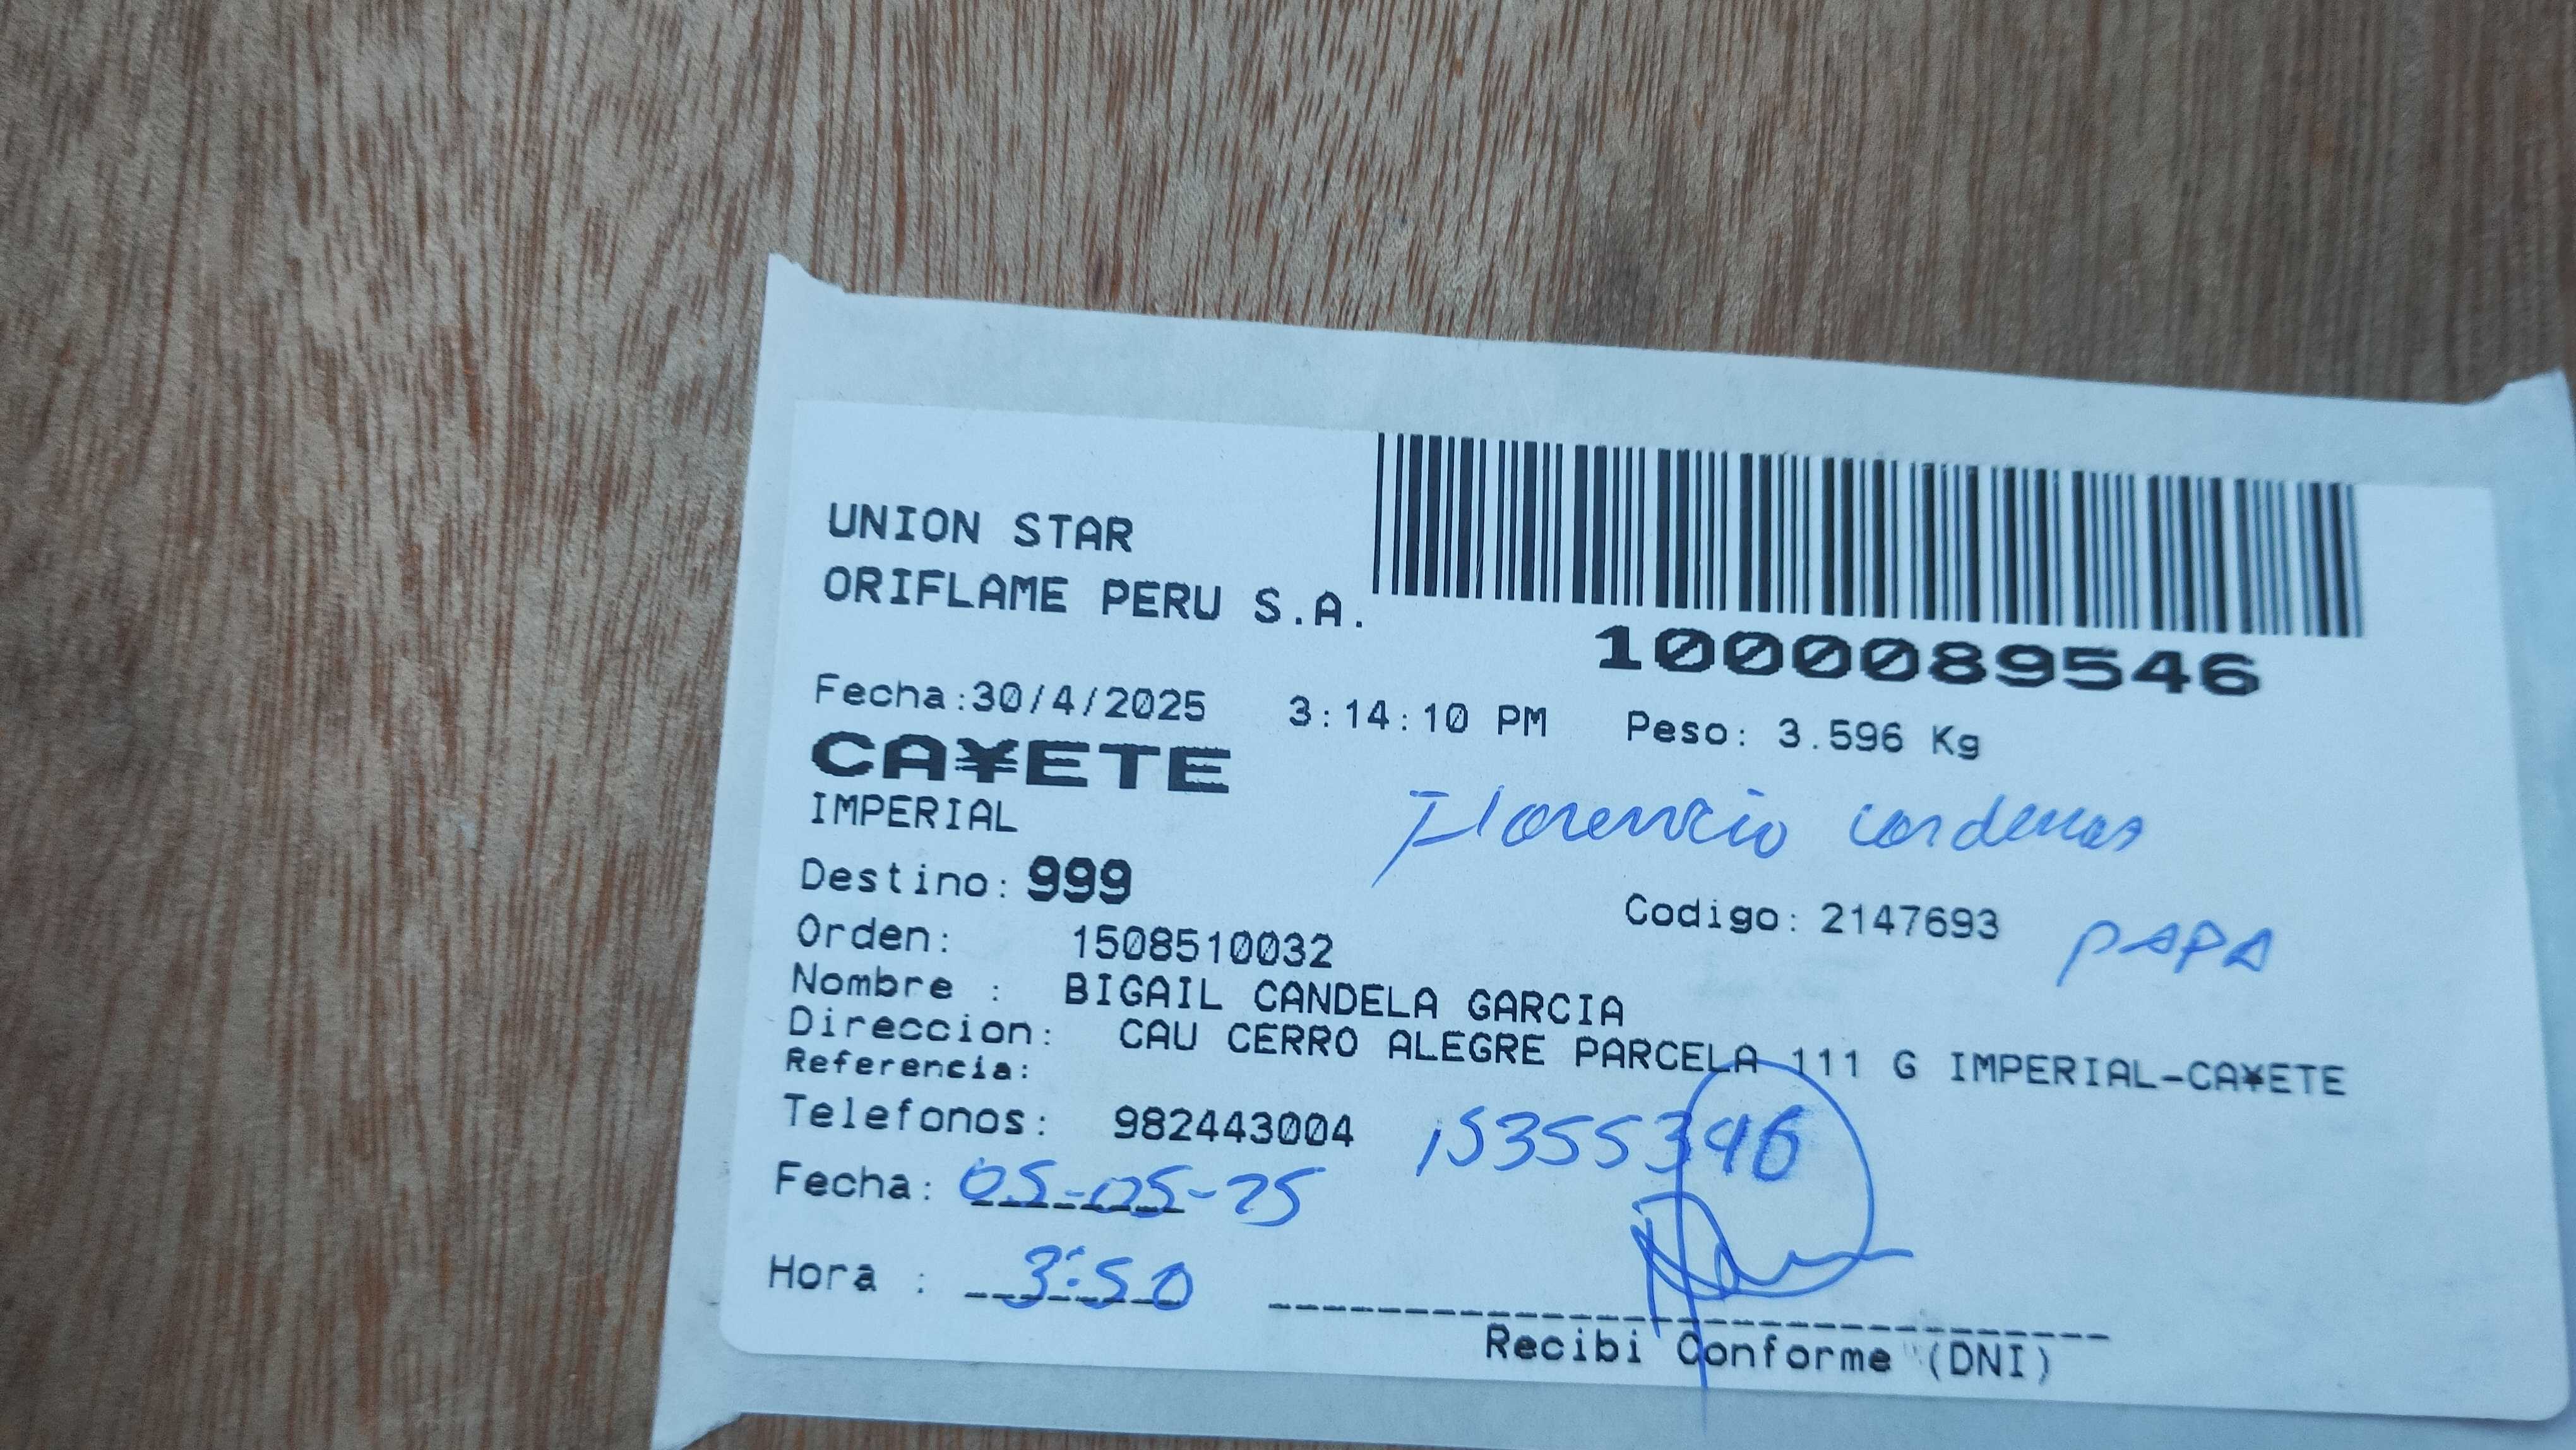 UNION STAR
ORIFLAME PERU S.A.
1000089546
Fecha:30/4/2025 3:14:10 PM Peso: 3.596 Kg
CA¥ETE
IMPERIAL
Florencio cardenas
Destino: 999
Codigo: 2147693
PAPA
Orden: 1508510032
Nombre : BIGAIL CANDELA GARCIA
Direccion: CAU CERRO ALEGRE PARCELA 111 G IMPERIAL-CA¥ETE
Referencia:
Telefonos: 982443004 15355396
Fecha: 05-05-25
Hora : 3:50
Recibi Conforme (DNI)